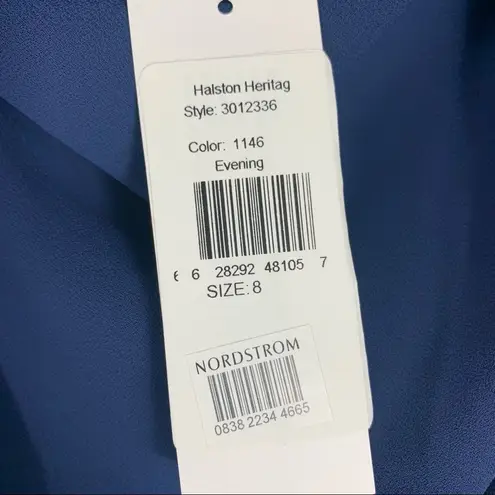 Halston Heritag
Style: 3012336
Color: 1146
Evening
6 28292 48105 7
SIZE: 8
NORDSTROM
0838 2234 4665